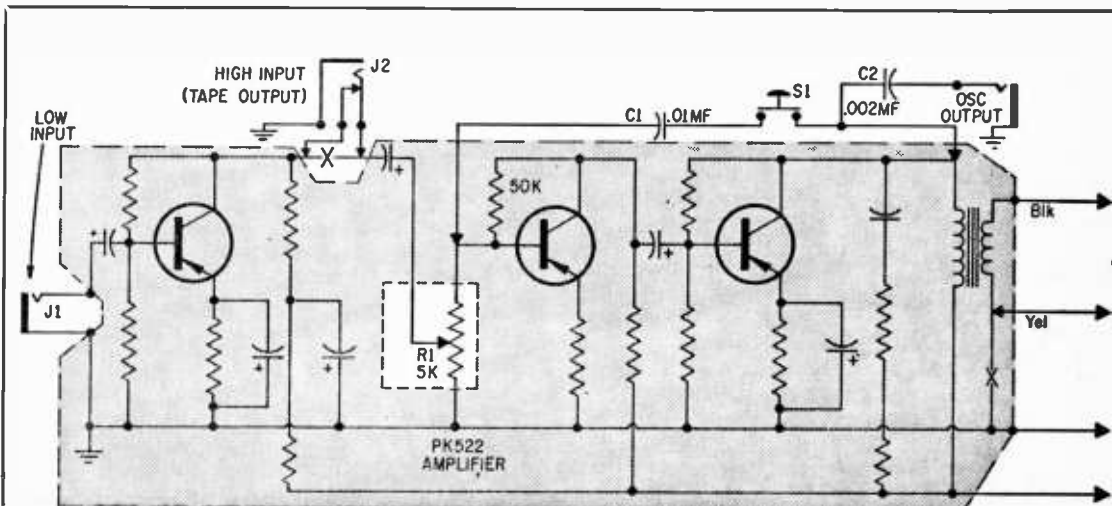 HIGH INPUT
(TAPE OUTPUT)
J2
LOW
INPUT
C1
.01MF
S1
C2
.002MF
OSC
OUTPUT
50K
Blk
J1
R1
5K
Yel
PK522
AMPLIFIER